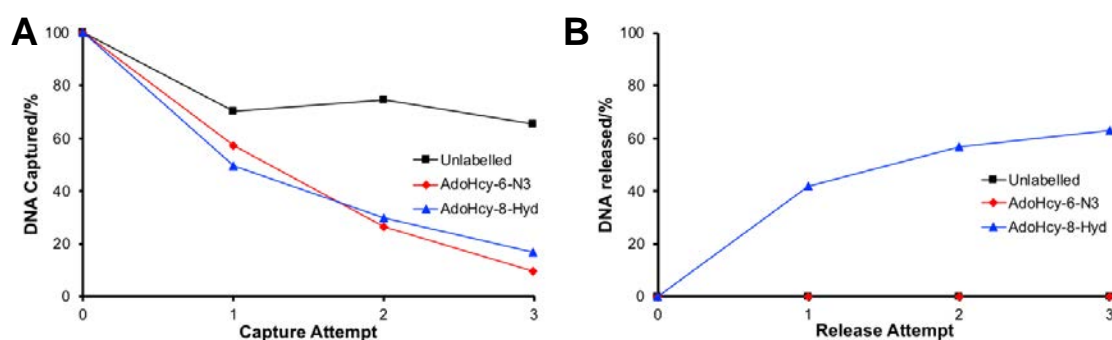 A
DNA Captured/%
100
80
60
40
20
0
0
1
2
3
Capture Attempt
Unlabelled
AdoHcy-6-N3
AdoHcy-8-Hyd
B
DNA released/%
100
80
60
40
20
0
0
1
2
3
Release Attempt
Unlabelled
AdoHcy-6-N3
AdoHcy-8-Hyd